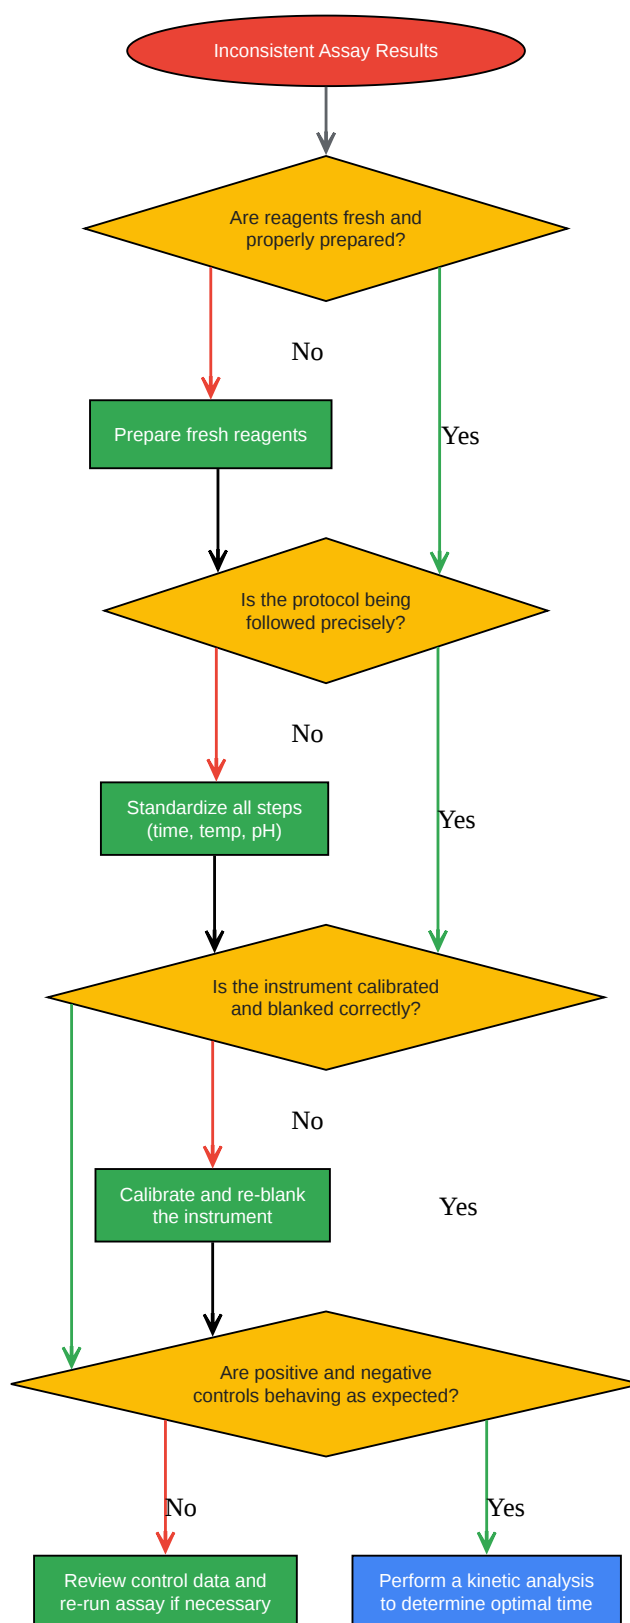 Inconsistent Assay Results
Are reagents fresh and
properly prepared?
No
Prepare fresh reagents
Yes
Is the protocol being
followed precisely?
No
Standardize all steps
(time, temp, pH)
Yes
Is the instrument calibrated
and blanked correctly?
No
Calibrate and re-blank
the instrument
Yes
Are positive and negative
controls behaving as expected?
No
Yes
Review control data and
re-run assay if necessary
Perform a kinetic analysis
to determine optimal time